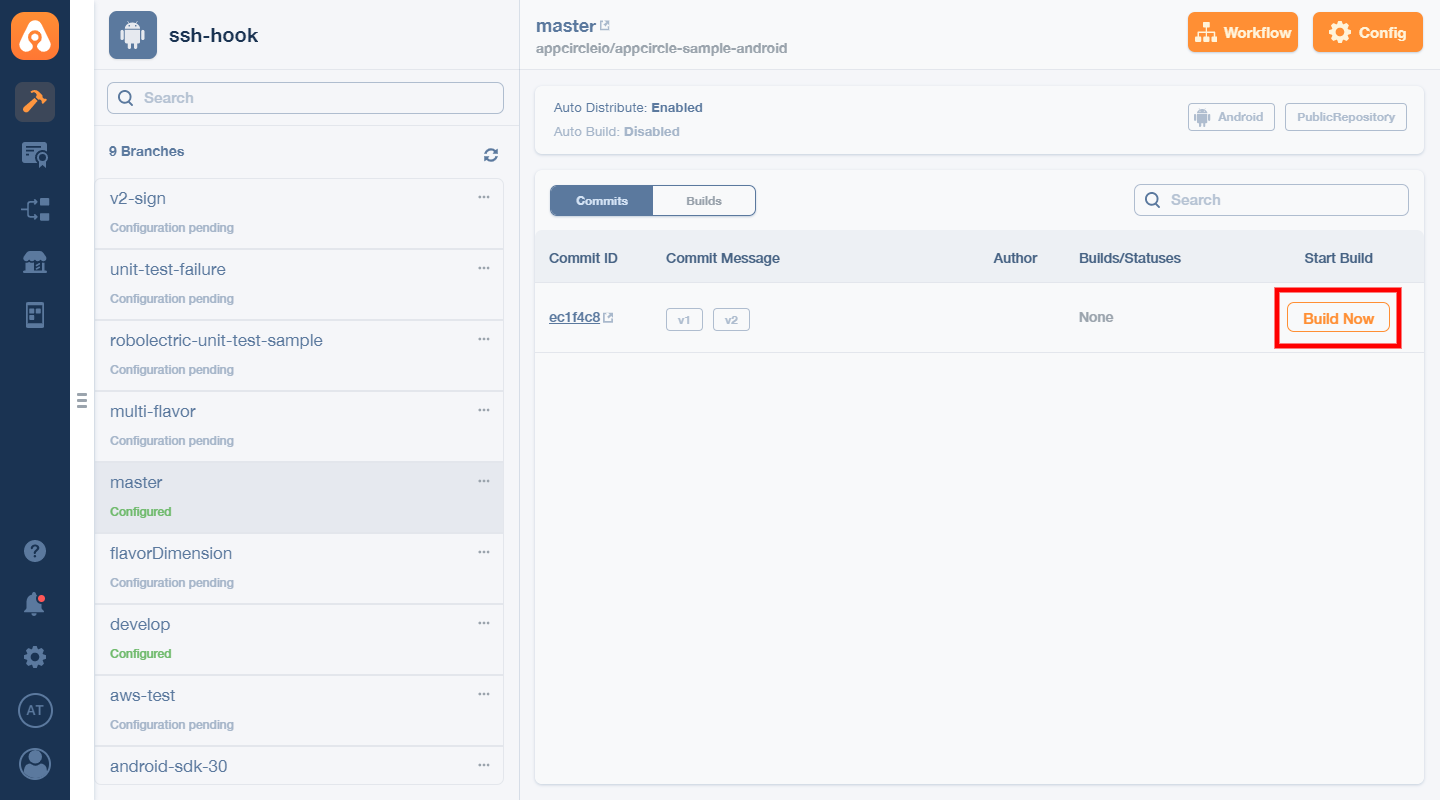 ssh-hook
Search
9 Branches
v2-sign
Configuration pending
unit-test-failure
Configuration pending
robolectric-unit-test-sample
Configuration pending
multi-flavor
Configuration pending
master
Configured
flavorDimension
Configuration pending
develop
Configured
aws-test
Configuration pending
android-sdk-30
AT
master
appcircleio/appcircle-sample-android
Workflow
Config
Auto Distribute: Enabled
Auto Build: Disabled
Android
PublicRepository
Commits Builds
Search
Commit ID Commit Message Author Builds/Statuses Start Build
ec1f4c8 v1 v2 None Build Now